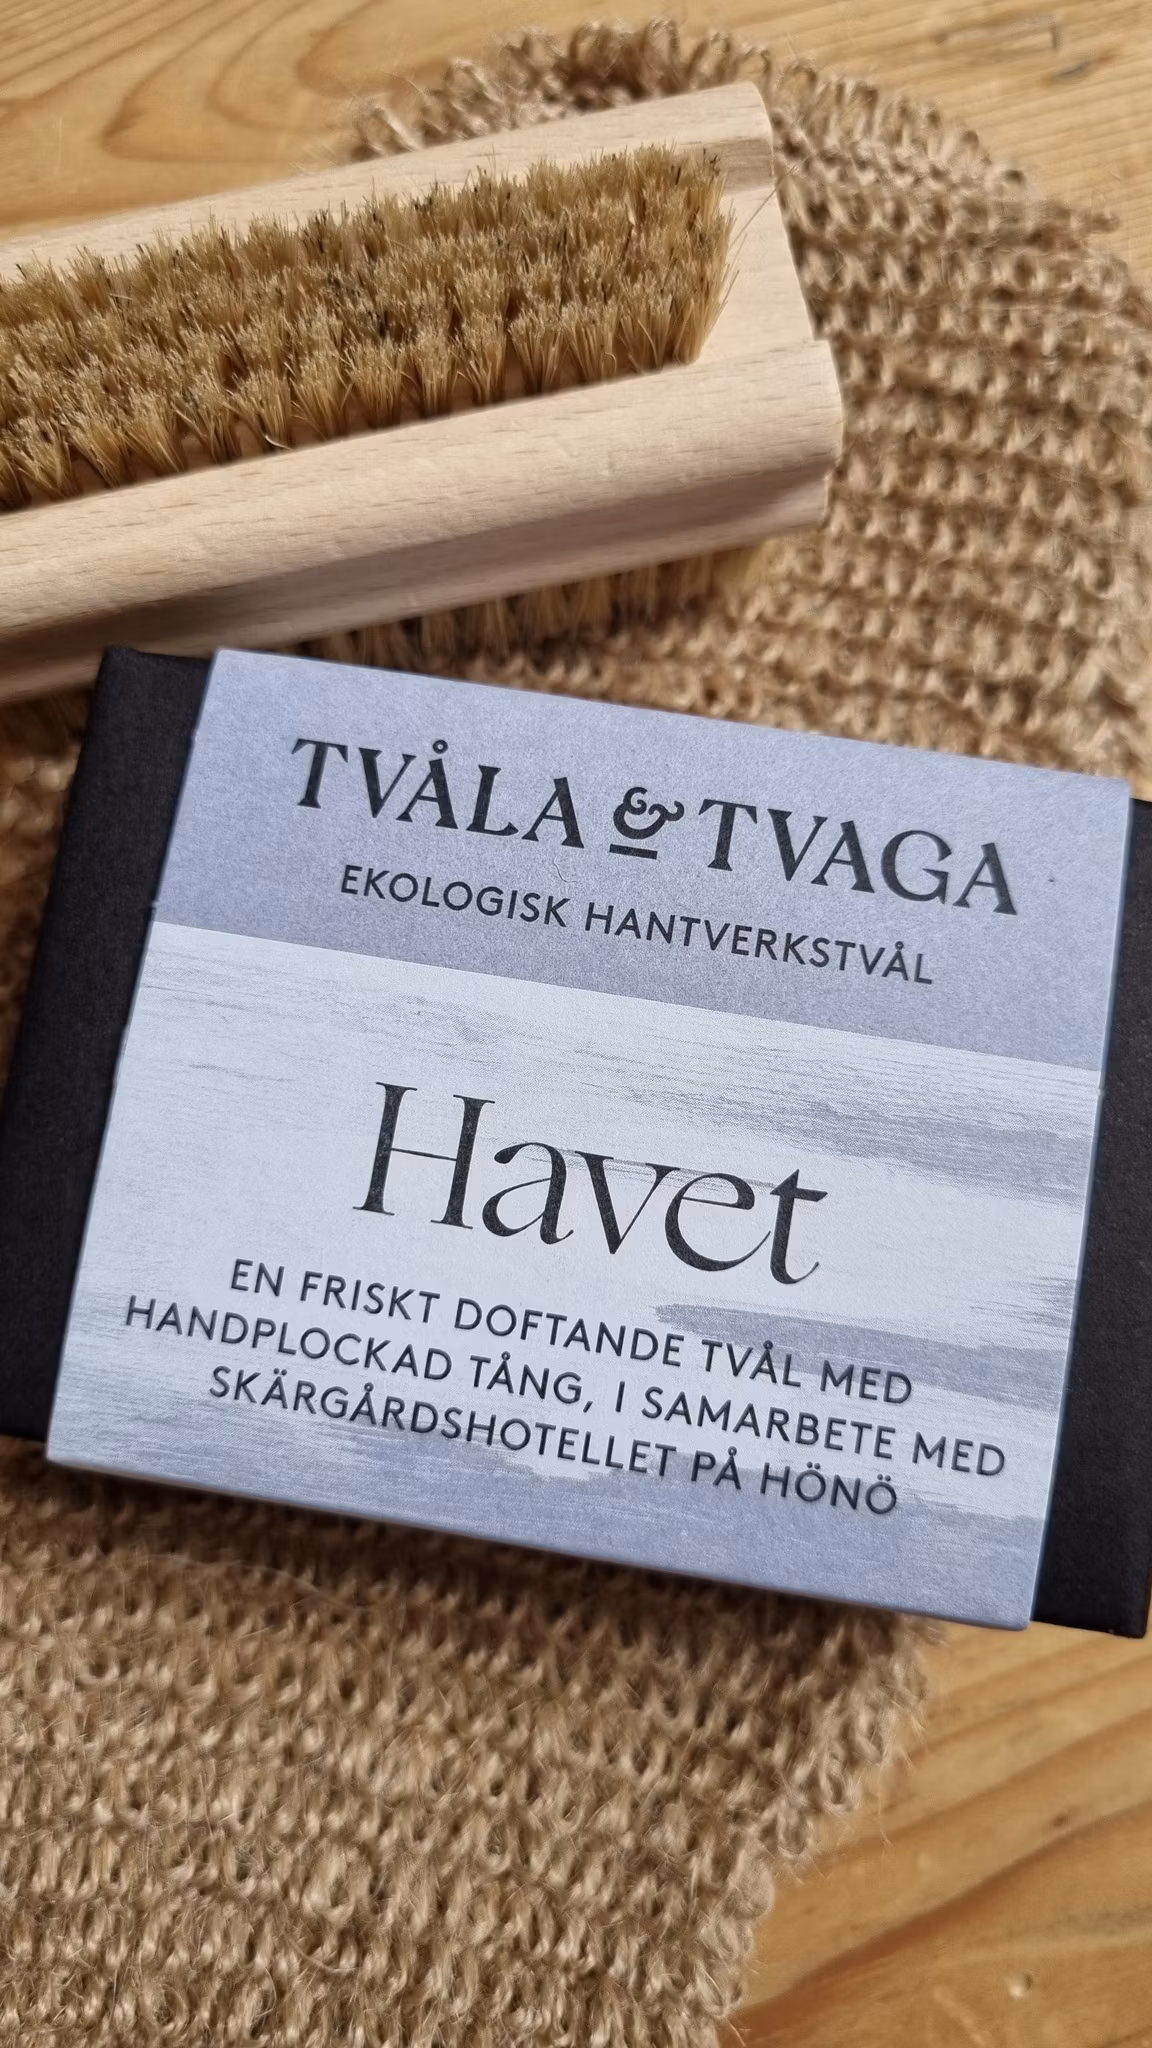 TVÅLA & TVAGA
EKOLOGISK HANTVERKSTVÅL
Havet
EN FRISKT DOFTANDE TVÅL MED
HANDPLOCKAD TÅNG, I SAMARBETE MED
SKÄRGÅRDSHOTELLET PÅ HÖNÖ